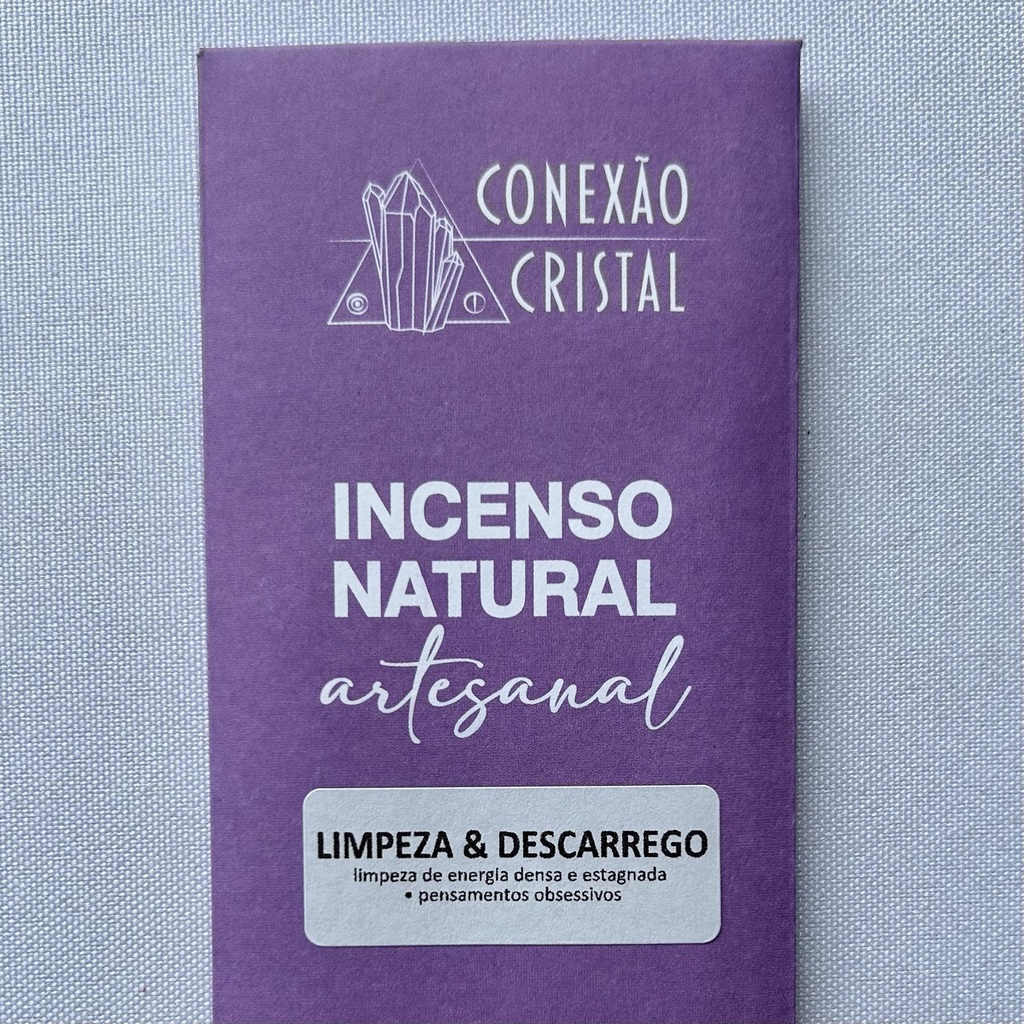 CONEXÃO
CRISTAL
INCENSO
NATURAL
artesanal
LIMPEZA & DESCARREGO
limpeza de energia densa e estagnada
• pensamentos obsessivos